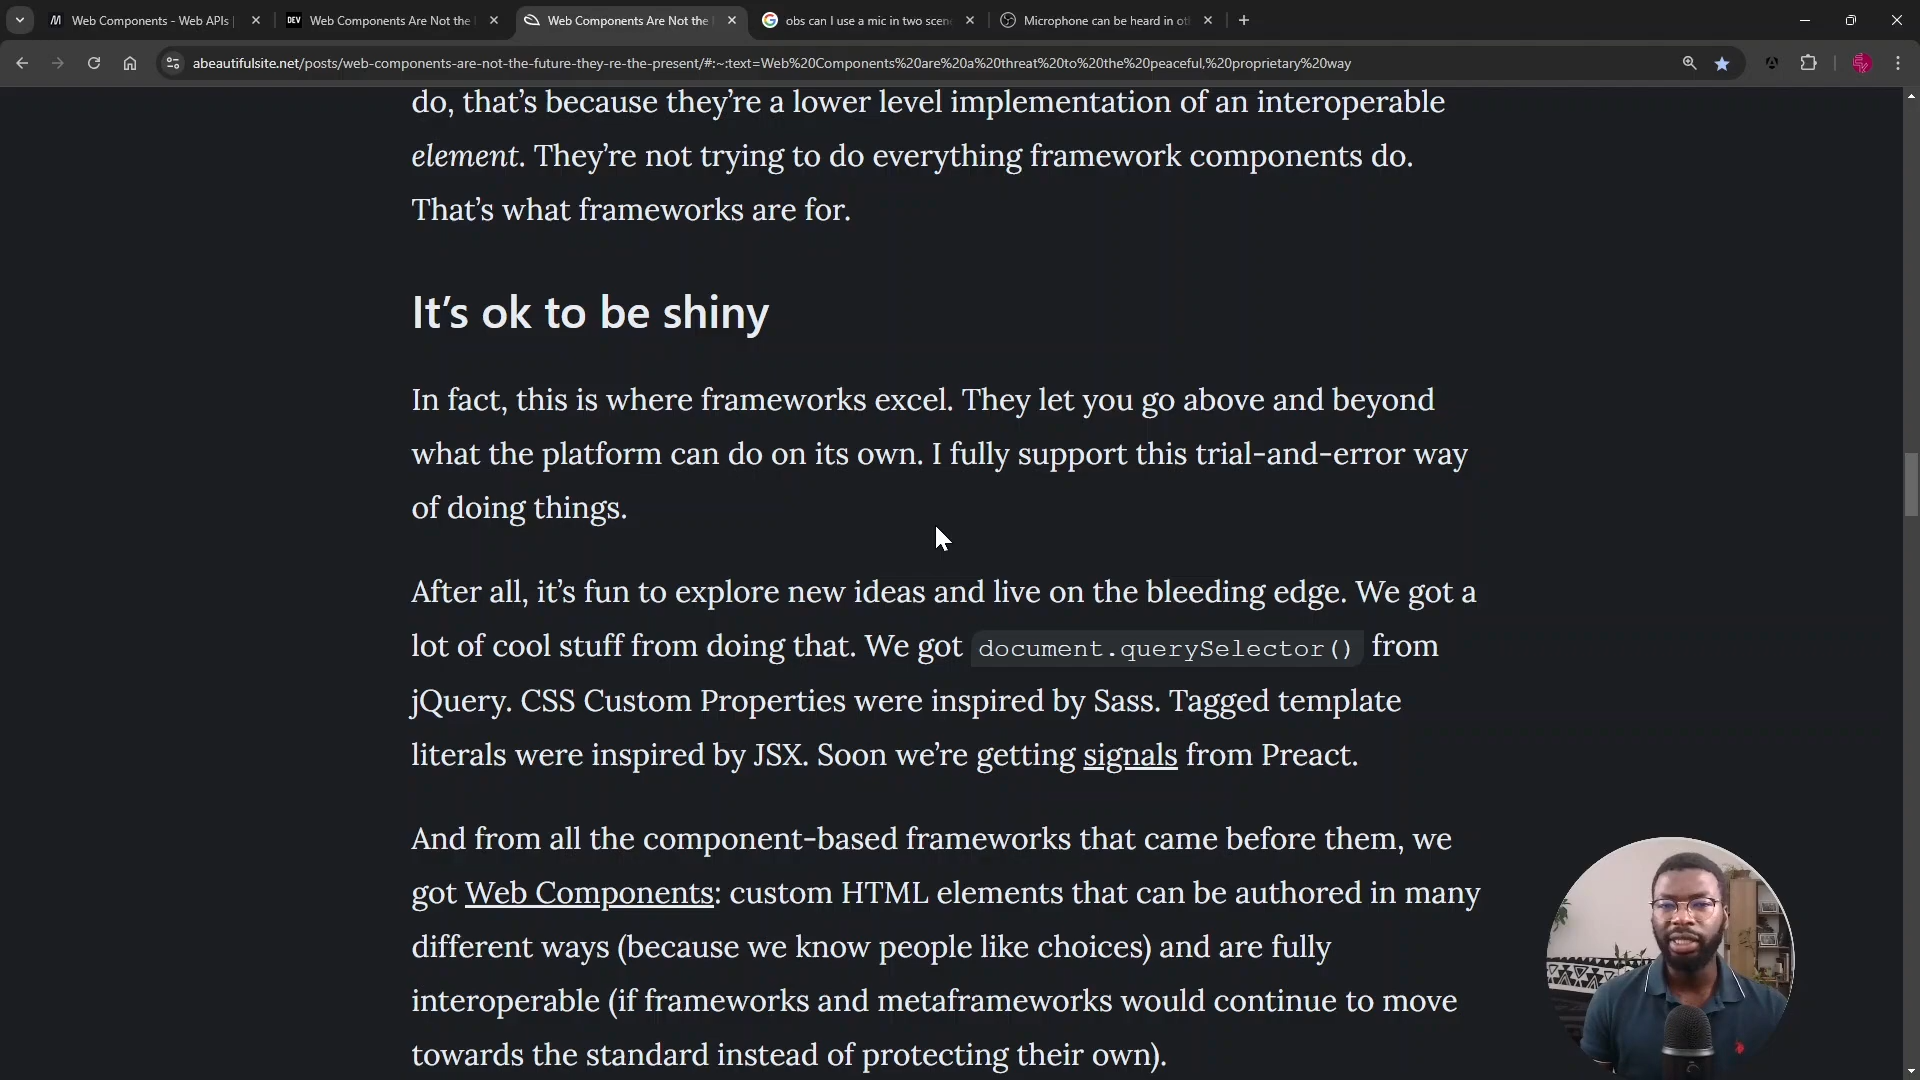 Web Components - Web APIs
DEV
Web Components Are Not the
Web Components Are Not the
obs can I use a mic in two scen
Microphone can be heard in ot
abeautifulsite.net/posts/web-components-are-not-the-future-they-re-the-present/#:~:text=Web%20Components%20are%20a%20threat%20to%20the%20peaceful,%20proprietary%20way
do, that’s because they’re a lower level implementation of an interoperable
element. They’re not trying to do everything framework components do.
That’s what frameworks are for.
It’s ok to be shiny
In fact, this is where frameworks excel. They let you go above and beyond
what the platform can do on its own. I fully support this trial-and-error way
of doing things.
After all, it’s fun to explore new ideas and live on the bleeding edge. We got a
lot of cool stuff from doing that. We got document.querySelector() from
jQuery. CSS Custom Properties were inspired by Sass. Tagged template
literals were inspired by JSX. Soon we’re getting signals from Preact.
And from all the component-based frameworks that came before them, we
got Web Components: custom HTML elements that can be authored in many
different ways (because we know people like choices) and are fully
interoperable (if frameworks and metaframeworks would continue to move
towards the standard instead of protecting their own).